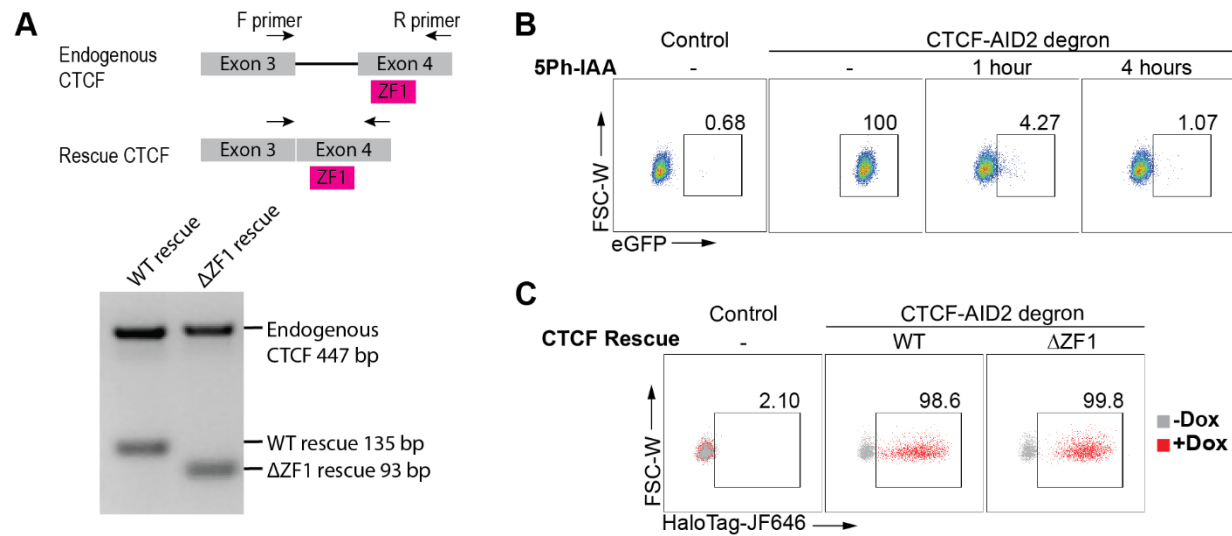 A
F primer
R primer
Endogenous
CTCF
Exon 3
Exon 4
ZF1
Rescue CTCF
Exon 3
Exon 4
ZF1
WT rescue
ΔZF1 rescue
Endogenous
CTCF 447 bp
WT rescue 135 bp
ΔZF1 rescue 93 bp
B
Control
CTCF-AID2 degron
5Ph-IAA
-
-
1 hour
4 hours
0.68
100
4.27
1.07
FSC-W
eGFP
C
Control
CTCF-AID2 degron
CTCF Rescue
-
WT
ΔZF1
2.10
98.6
99.8
-Dox
+Dox
FSC-W
HaloTag-JF646